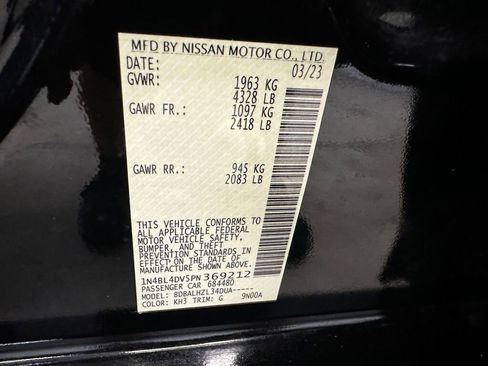 MFD BY NISSAN MOTOR CO., LTD.
DATE: 03/23
GVWR: 1963 KG
4328 LB
GAWR FR.: 1097 KG
2418 LB
GAWR RR.: 945 KG
2083 LB
THIS VEHICLE CONFORMS TO
ALL APPLICABLE FEDERAL
MOTOR VEHICLE SAFETY,
BUMPER, AND THEFT
PREVENTION STANDARDS
IN EFFECT ON THE DATE OF
MANUFACTURE SHOWN ABOVE.
1N4BL4DV5PN369212
PASSENGER CAR 68448D
MODEL: BDBALHZL34DUA-----
COLOR: KH3 TRIM: G 9N00A